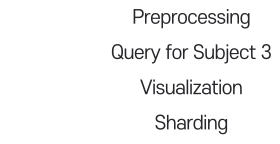 Preprocessing
Query for Subject 3
Visualization
Sharding